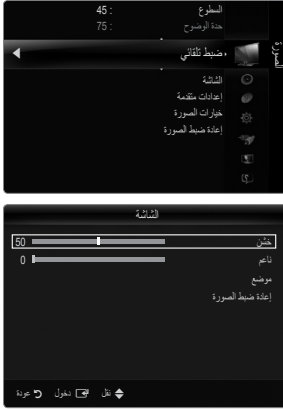 السطوع : 45
حدة الوضوح : 75
ضبط تلقائي
الصورة
الشاشة
إعدادات متقدمة
خيارات الصورة
إعادة ضبط الصورة
الشاشة
خشن 50
ناعم 0
موضع
إعادة ضبط الصورة
نقل دخول عودة